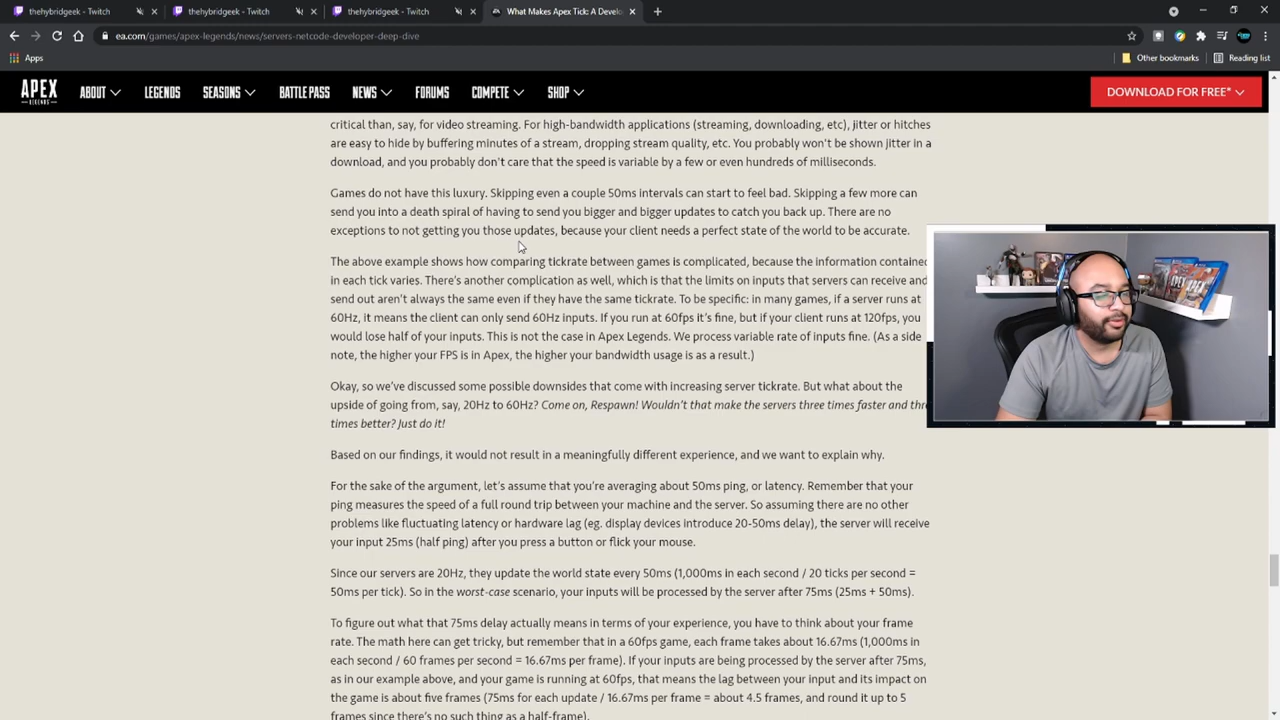 thehybridgeek - Twitch
thehybridgeek - Twitch
thehybridgeek - Twitch
What Makes Apex Tick: A Develo
ea.com/games/apex-legends/news/servers-netcode-developer-deep-dive
Apps
Other bookmarks
Reading list
APEX
LEGENDS
ABOUT
LEGENDS
SEASONS
BATTLE PASS
NEWS
FORUMS
COMPETE
SHOP
DOWNLOAD FOR FREE*
critical than, say, for video streaming. For high-bandwidth applications (streaming, downloading, etc), jitter or hitches
are easy to hide by buffering minutes of a stream, dropping stream quality, etc. You probably won't be shown jitter in a
download, and you probably don't care that the speed is variable by a few or even hundreds of milliseconds.
Games do not have this luxury. Skipping even a couple 50ms intervals can start to feel bad. Skipping a few more can
send you into a death spiral of having to send you bigger and bigger updates to catch you back up. There are no
exceptions to not getting you those updates, because your client needs a perfect state of the world to be accurate.
The above example shows how comparing tickrate between games is complicated, because the information contained
in each tick varies. There's another complication as well, which is that the limits on inputs that servers can receive and
send out aren't always the same even if they have the same tickrate. To be specific: in many games, if a server runs at
60Hz, it means the client can only send 60Hz inputs. If you run at 60fps it's fine, but if your client runs at 120fps, you
would lose half of your inputs. This is not the case in Apex Legends. We process variable rate of inputs fine. (As a side
note, the higher your FPS is in Apex, the higher your bandwidth usage is as a result.)
Okay, so we've discussed some possible downsides that come with increasing server tickrate. But what about the
upside of going from, say, 20Hz to 60Hz? Come on, Respawn! Wouldn't that make the servers three times faster and thre
times better? Just do it!
Based on our findings, it would not result in a meaningfully different experience, and we want to explain why.
For the sake of the argument, let's assume that you're averaging about 50ms ping, or latency. Remember that your
ping measures the speed of a full round trip between your machine and the server. So assuming there are no other
problems like fluctuating latency or hardware lag (eg. display devices introduce 20-50ms delay), the server will receive
your input 25ms (half ping) after you press a button or flick your mouse.
Since our servers are 20Hz, they update the world state every 50ms (1,000ms in each second / 20 ticks per second =
50ms per tick). So in the worst-case scenario, your inputs will be processed by the server after 75ms (25ms + 50ms).
To figure out what that 75ms delay actually means in terms of your experience, you have to think about your frame
rate. The math here can get tricky, but remember that in a 60fps game, each frame takes about 16.67ms (1,000ms in
each second / 60 frames per second = 16.67ms per frame). If your inputs are being processed by the server after 75ms,
as in our example above, and your game is running at 60fps, that means the lag between your input and its impact on
the game is about five frames (75ms for each update / 16.67ms per frame = about 4.5 frames, and round it up to 5
frames since there's no such thing as a half-frame).